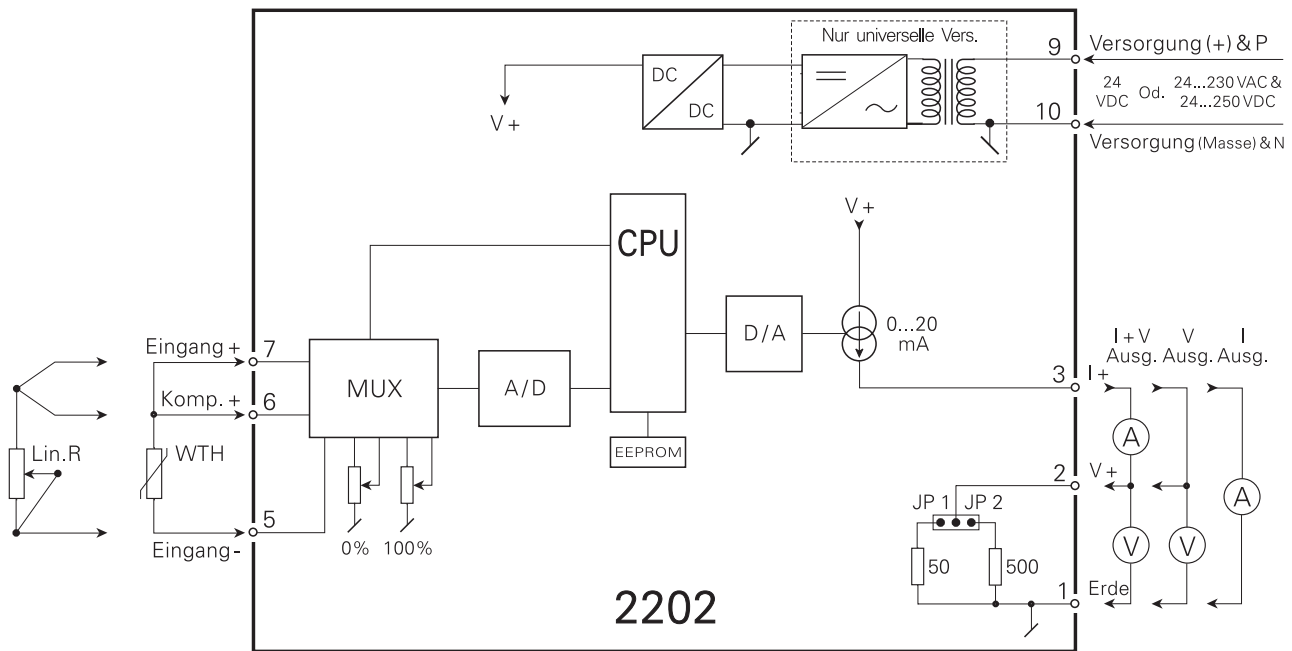 Nur universelle Vers.
DC
DC
V +
9
Versorgung (+) & P
24 VDC Od. 24...230 VAC & 24...250 VDC
10
Versorgung (Masse) & N
CPU
V +
D/A
0...20
mA
Eingang +
7
MUX
A/D
Komp. +
6
EEPROM
Lin.R
WTH
5
Eingang-
0%
100%
3
I +
I + V
Ausg.
V
Ausg.
I
Ausg.
A
2
V +
A
JP 1
JP 2
V
V
50
500
1
Erde
2202